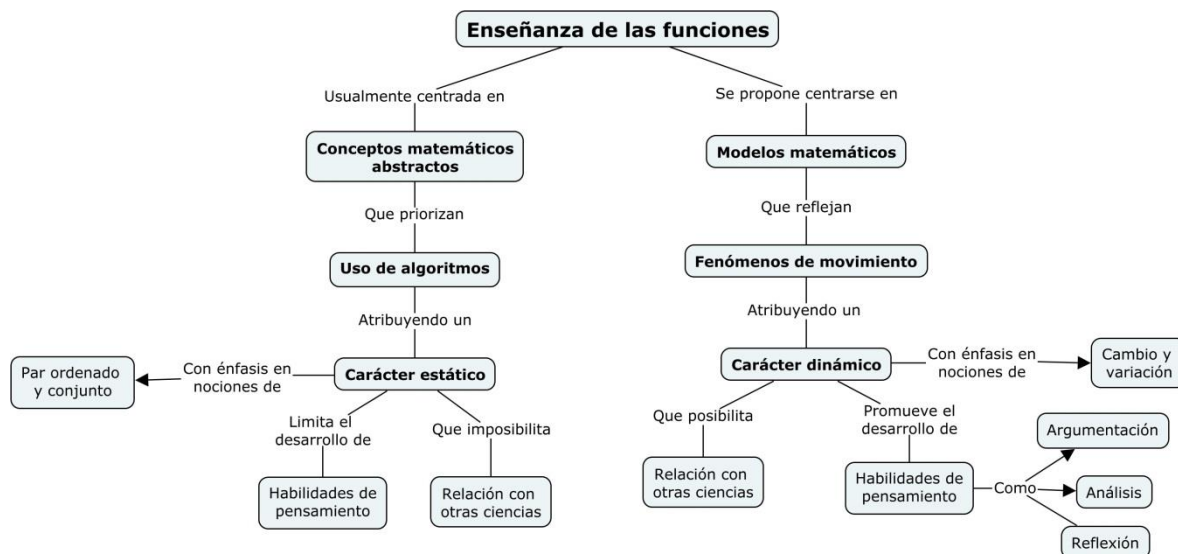 Enseñanza de las funciones
Usualmente centrada en
Conceptos matemáticos
abstractos
Que priorizan
Uso de algoritmos
Atribuyendo un
Carácter estático
Con énfasis en
nociones de
Par ordenado
y conjunto
Limita el
desarrollo de
Habilidades de
pensamiento
Que imposibilita
Relación con
otras ciencias
Se propone centrarse en
Modelos matemáticos
Que reflejan
Fenómenos de movimiento
Atribuyendo un
Carácter dinámico
Con énfasis en
nociones de
Cambio y
variación
Que posibilita
Relación con
otras ciencias
Promueve el
desarrollo de
Habilidades de
pensamiento
Como
Argumentación
Análisis
Reflexión